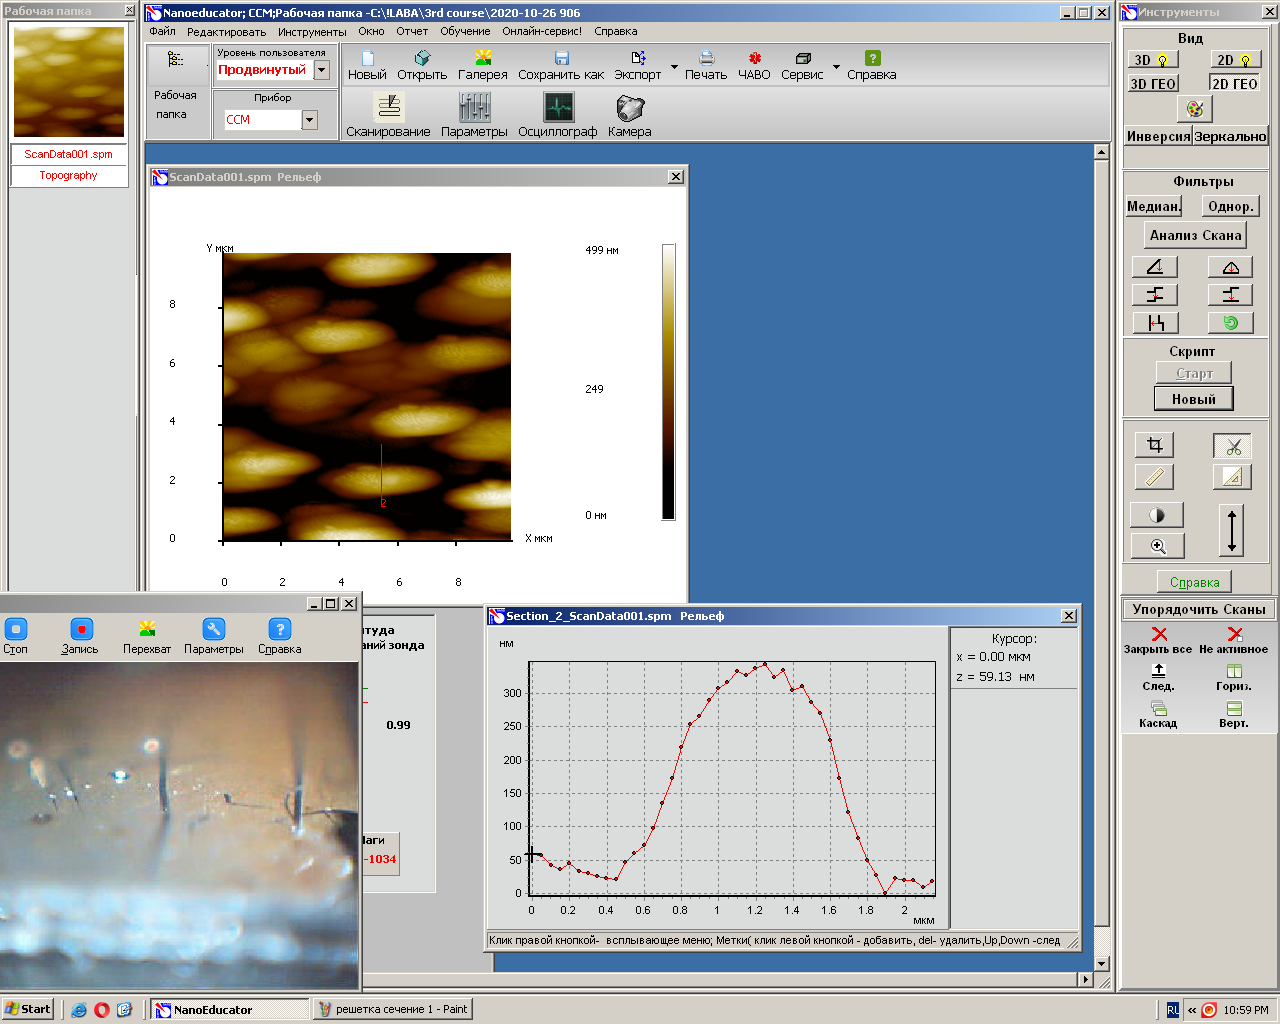 Рабочая папка
ScanData001.spm
Topography
Nanoeducator; ССМ;Рабочая папка -C:\!LABA\3rd course\2020-10-26 906
Файл Редактировать Инструменты Окно Отчет Обучение Онлайн-сервис! Справка
Рабочая папка
Уровень пользователя
Продвинутый
Прибор
ССМ
Новый Открыть Галерея Сохранить как Экспорт Печать ЧАВО Сервис Справка
Сканирование Параметры Осциллограф Камера
ScanData001.spm Рельеф
Y мкм
8
6
4
2
0
0 2 4 6 8
X мкм
2
499 нм
249
0 нм
Стоп Запись Перехват Параметры Справка
0.99
-1034
Section_2_ScanData001.spm Рельеф
нм
300
250
200
150
100
50
0
0 0.2 0.4 0.6 0.8 1 1.2 1.4 1.6 1.8 2
мкм
Курсор:
x = 0.00 мкм
z = 59.13 нм
Клик правой кнопкой- всплывающее меню; Метки( клик левой кнопкой - добавить, del- удалить,Up,Down -след
Инструменты
Вид
3D 2D
3D ГЕО 2D ГЕО
Инверсия Зеркально
Фильтры
Медиан. Однор.
Анализ Скана
Скрипт
Старт
Новый
Справка
Упорядочить Сканы
Закрыть все Не активное
След. Гориз.
Каскад Верт.
Start NanoEducator решетка сечение 1 - Paint RU « 10:59 PM